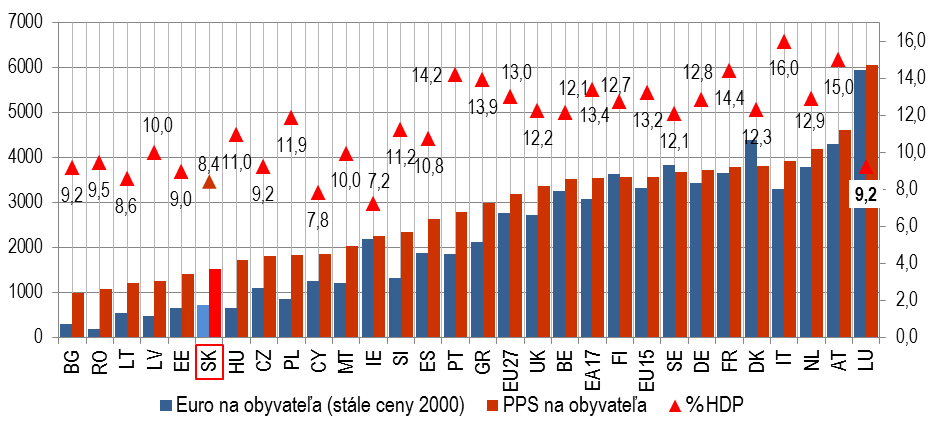 7000
6000
5000
4000
3000
2000
1000
0
16,0
14,0
12,0
10,0
8,0
6,0
4,0
2,0
0,0
9,2
9,5
8,6
10,0
9,0
8,4
11,0
9,2
11,9
7,8
10,0
7,2
11,2
10,8
14,2
13,9
13,0
12,2
12,1
13,4
12,7
13,2
12,1
12,8
14,4
12,3
16,0
12,9
15,0
9,2
BG
RO
LT
LV
EE
SK
HU
CZ
PL
CY
MT
IE
SI
ES
PT
GR
EU27
UK
BE
EA17
FI
EU15
SE
DE
FR
DK
IT
NL
AT
LU
Euro na obyvateľa (stále ceny 2000) PPS na obyvateľa %HDP